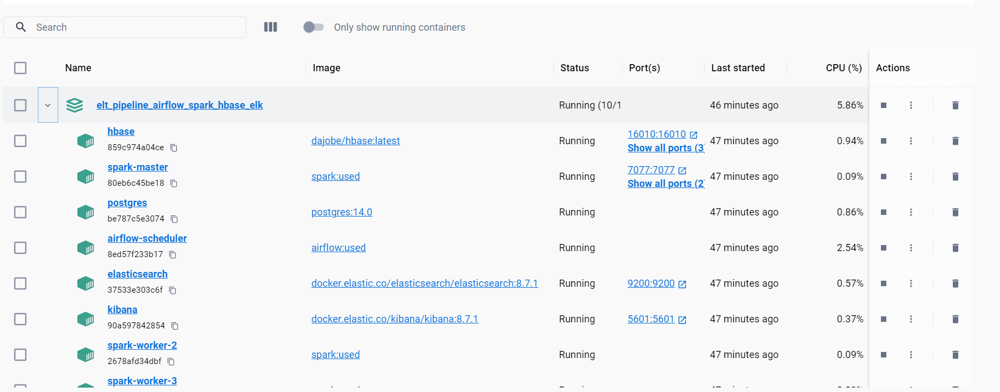 Search
Only show running containers
Name Image Status Port(s) Last started CPU (%) Actions
elt_pipeline_airflow_spark_hbase_elk Running (10/1 46 minutes ago 5.86%
hbase
859c974a04ce
dajobe/hbase:latest Running
16010:16010
Show all ports (3)
47 minutes ago 0.94%
spark-master
80eb6c45be18
spark:used Running
7077:7077
Show all ports (2)
47 minutes ago 0.09%
postgres
be787c5e3074
postgres:14.0 Running 47 minutes ago 0.86%
airflow-scheduler
8ed57f233b17
airflow:used Running 47 minutes ago 2.54%
elasticsearch
37533e303c6f
docker.elastic.co/elasticsearch/elasticsearch:8.7.1 Running 9200:9200 47 minutes ago 0.57%
kibana
90a597842854
docker.elastic.co/kibana/kibana:8.7.1 Running 5601:5601 47 minutes ago 0.37%
spark-worker-2
2678afd34dbf
spark:used Running 47 minutes ago 0.09%
spark-worker-3